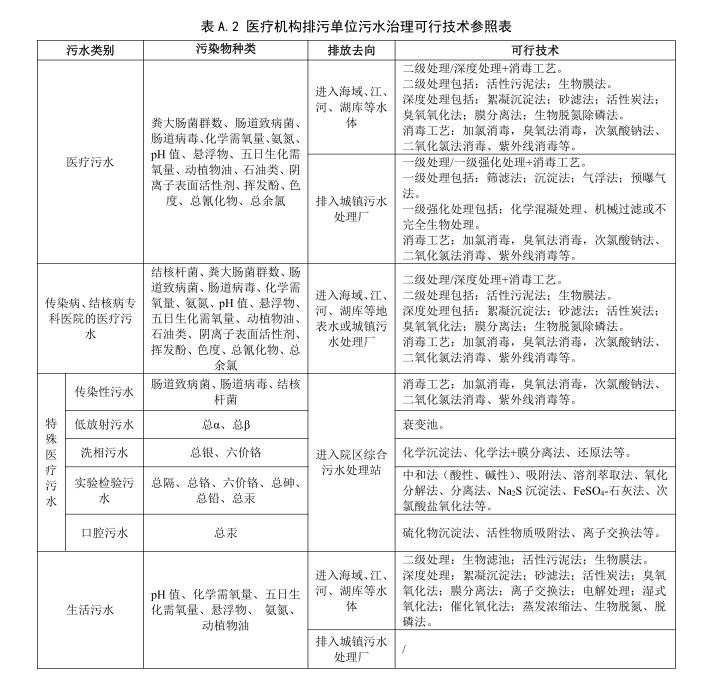 表 A.2 医疗机构排污单位污水治理可行技术参照表
污水类别
污染物种类
排放去向
可行技术
医疗污水
粪大肠菌群数、肠道致病菌、
肠道病毒、化学需氧量、氨氮、
pH 值、悬浮物、五日生化需
氧量、动植物油、石油类、阴
离子表面活性剂、挥发酚、色
度、总氰化物、总余氯
进入海域、江、
河、湖库等水
体
二级处理/深度处理+消毒工艺。
二级处理包括：活性污泥法；生物膜法。
深度处理包括：絮凝沉淀法；砂滤法；活性炭法；
臭氧氧化法；膜分离法；生物脱氮除磷法。
消毒工艺：加氯消毒，臭氧法消毒，次氯酸钠法、
二氧化氯法消毒、紫外线消毒等。
排入城镇污水
处理厂
一级处理/一级强化处理+消毒工艺。
一级处理包括：筛滤法；沉淀法；气浮法；预曝气
法。
一级强化处理包括：化学混凝处理、机械过滤或不
完全生物处理。
消毒工艺：加氯消毒，臭氧法消毒，次氯酸钠法、
二氧化氯法消毒、紫外线消毒等。
传染病、结核病专
科医院的医疗污
水
结核杆菌、粪大肠菌群数、肠
道致病菌、肠道病毒、化学需
氧量、氨氮、pH 值、悬浮物、
五日生化需氧量、动植物油、
石油类、阴离子表面活性剂、
挥发酚、色度、总氰化物、总
余氯
进入海域、江、
河、湖库等地
表水或城镇污
水处理厂
二级处理/深度处理+消毒工艺。
二级处理包括：活性污泥法；生物膜法。
深度处理包括：絮凝沉淀法；砂滤法；活性炭法；
臭氧氧化法；膜分离法；生物脱氮除磷法。
消毒工艺：加氯消毒，臭氧法消毒，次氯酸钠法、
二氧化氯法消毒、紫外线消毒等。
特
殊
医
疗
污
水
传染性污水
肠道致病菌、肠道病毒、结核
杆菌
进入院区综合
污水处理站
消毒工艺：加氯消毒，臭氧法消毒，次氯酸钠法、
二氧化氯法消毒、紫外线消毒等。
低放射污水
总α、总β
衰变池。
洗相污水
总银、六价铬
化学沉淀法、化学法+膜分离法、还原法等。
实验检验污
水
总隔、总铬、六价铬、总砷、
总铅、总汞
中和法（酸性、碱性）、吸附法、溶剂萃取法、氧化
分解法、分离法、Na₂S 沉淀法、FeSO₄-石灰法、次
氯酸盐氧化法等。
口腔污水
总汞
硫化物沉淀法、活性物质吸附法、离子交换法等。
生活污水
pH 值、化学需氧量、五日生
化需氧量、悬浮物、 氨氮、
动植物油
进入海域、江、
河、湖库等水
体
二级处理：生物滤池；活性污泥法；生物膜法。
深度处理：絮凝沉淀法；砂滤法；活性炭法；臭氧
氧化法；膜分离法；离子交换法；电解处理；湿式
氧化法；催化氧化法；蒸发浓缩法、生物脱氮、脱
磷法。
排入城镇污水
处理厂
/